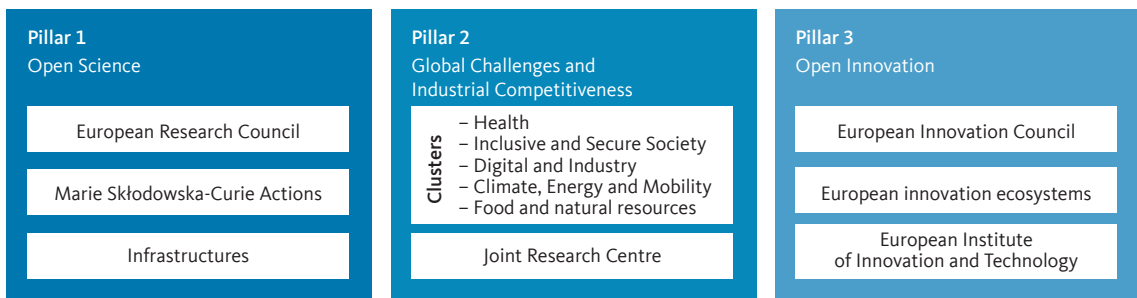 Pillar 1
Open Science
European Research Council
Marie Skłodowska-Curie Actions
Infrastructures
Pillar 2
Global Challenges and
Industrial Competitiveness
Clusters
– Health
– Inclusive and Secure Society
– Digital and Industry
– Climate, Energy and Mobility
– Food and natural resources
Joint Research Centre
Pillar 3
Open Innovation
European Innovation Council
European innovation ecosystems
European Institute
of Innovation and Technology